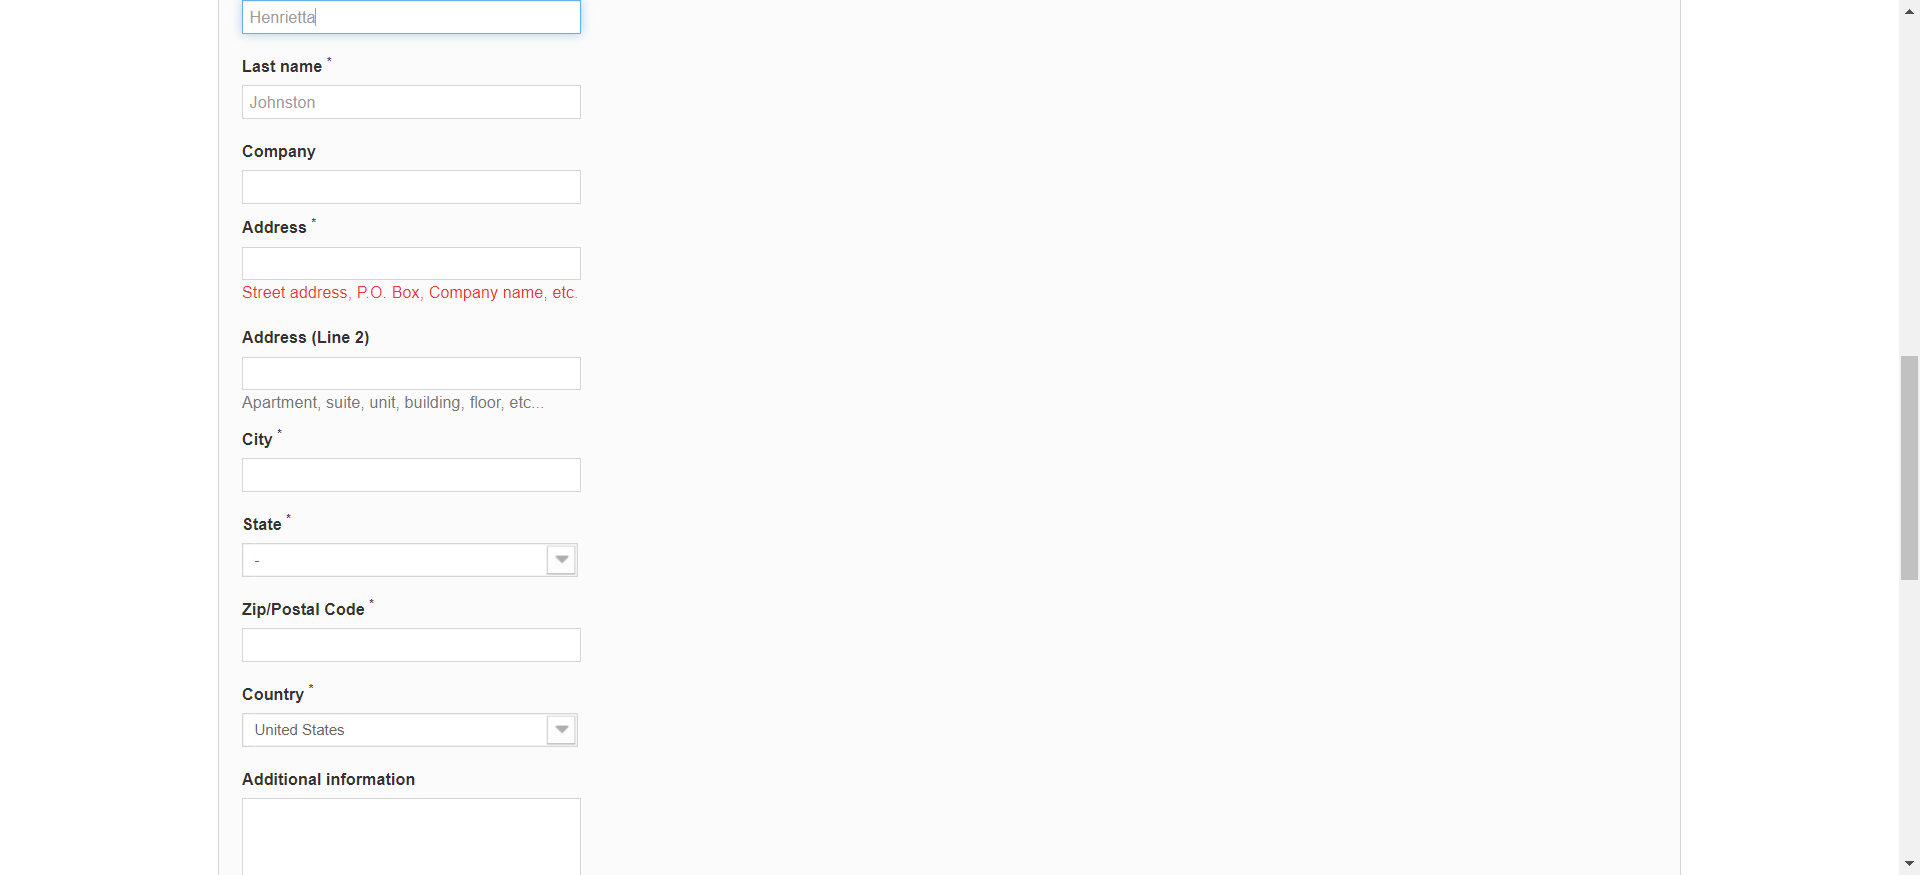 Henrietta
Last name *
Johnston
Company
Address *
Street address, P.O. Box, Company name, etc.
Address (Line 2)
Apartment, suite, unit, building, floor, etc...
City *
State *
-
Zip/Postal Code *
Country *
United States
Additional information